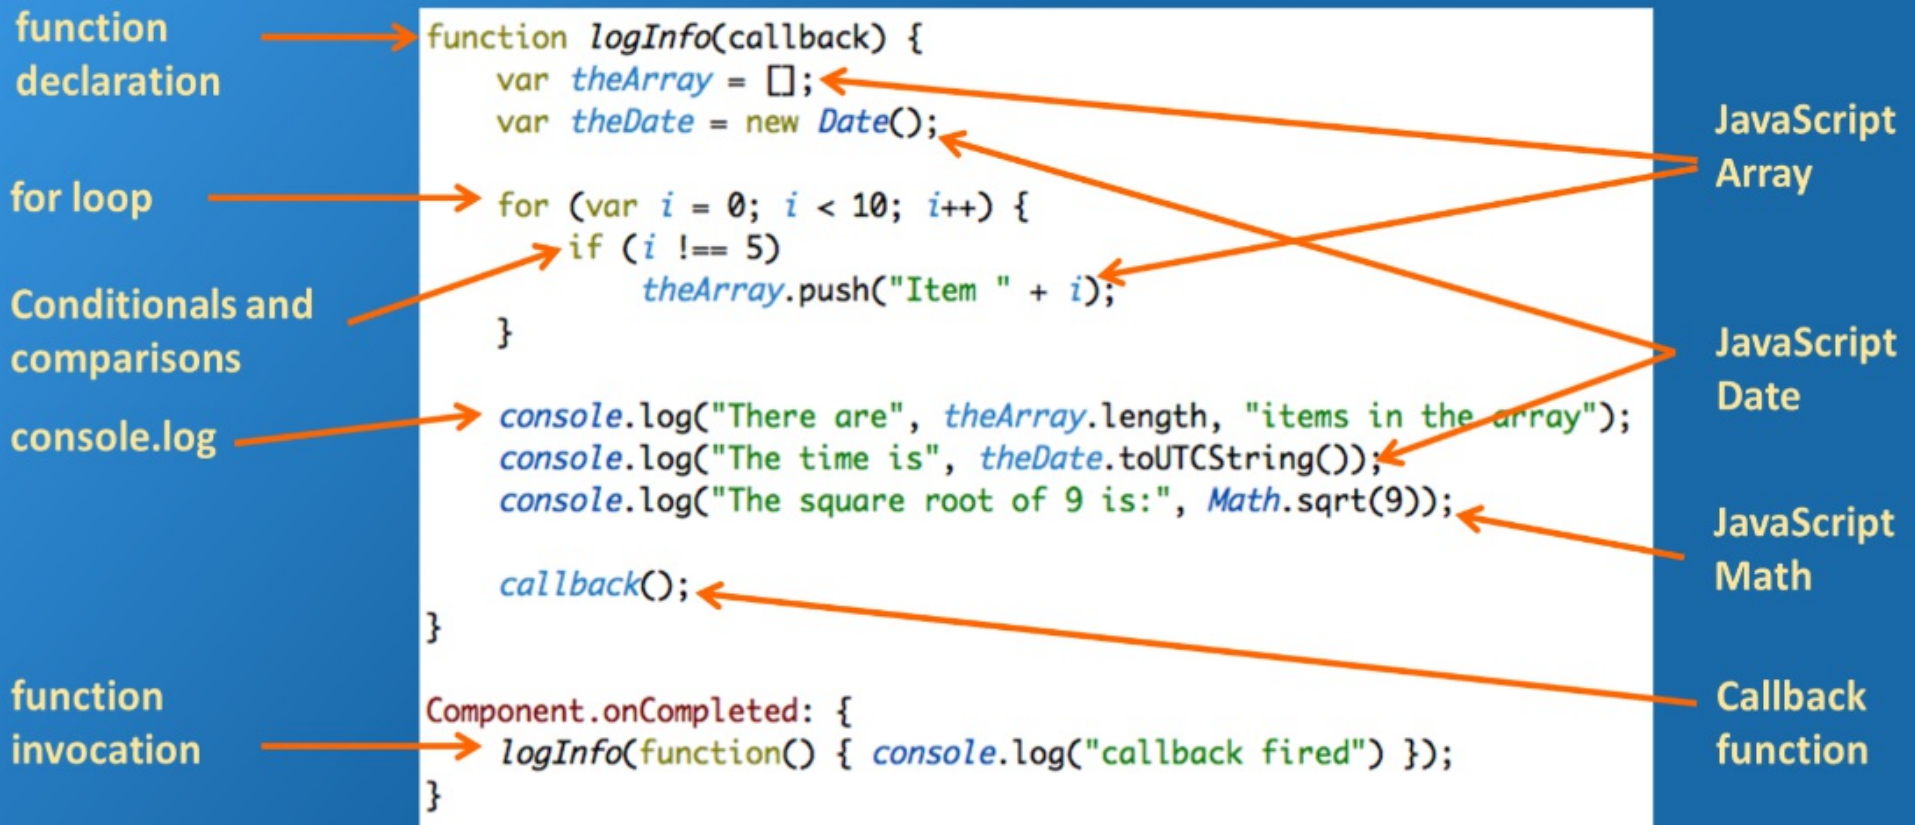 function
declaration
for loop
Conditionals and
comparisons
console.log
function
invocation
function logInfo(callback) {
    var theArray = [];
    var theDate = new Date();
    for (var i = 0; i < 10; i++) {
        if (i !== 5)
            theArray.push("Item " + i);
    }
    console.log("There are", theArray.length, "items in the array");
    console.log("The time is", theDate.toUTCString());
    console.log("The square root of 9 is:", Math.sqrt(9));
    callback();
}
Component.onCompleted: {
    logInfo(function() { console.log("callback fired") });
}
JavaScript
Array
JavaScript
Date
JavaScript
Math
Callback
function